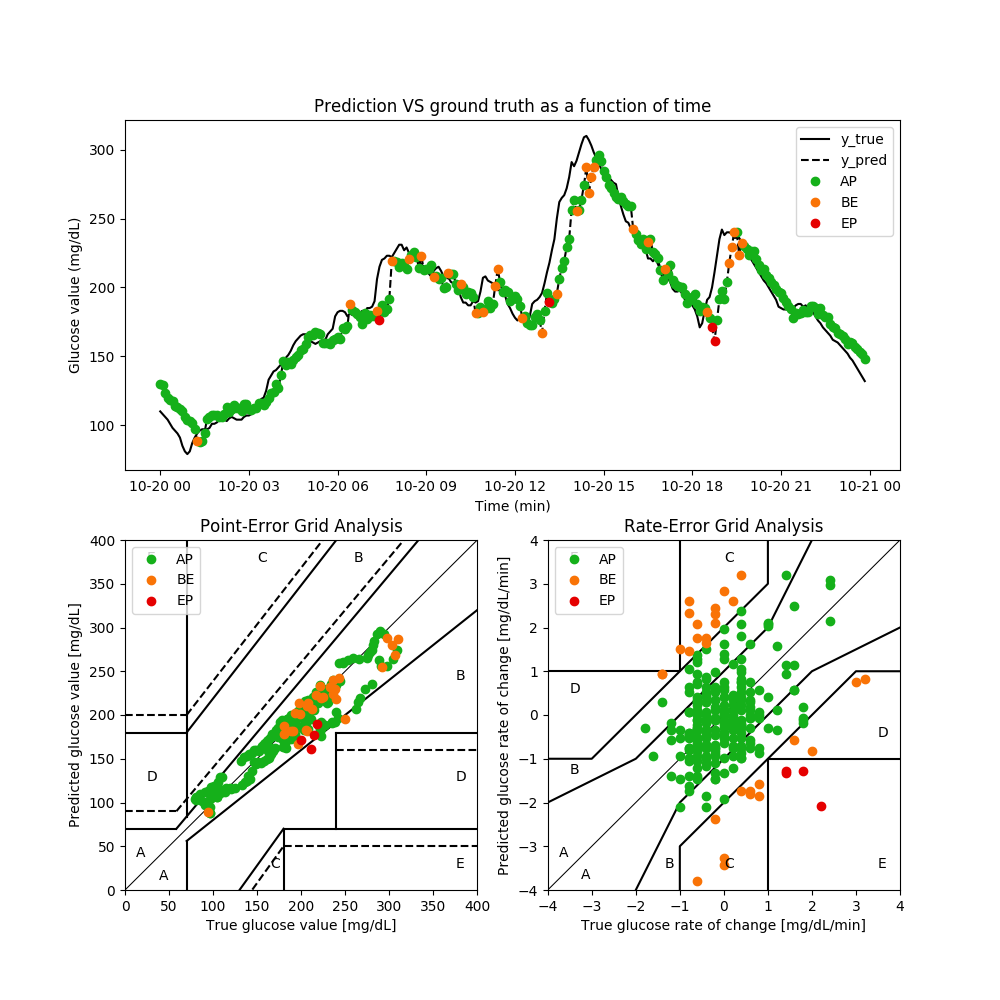 Prediction VS ground truth as a function of time
Glucose value (mg/dL)
300
250
200
150
100
y_true
y_pred
AP
BE
EP
10-20 00 10-20 03 10-20 06 10-20 09 10-20 12 10-20 15 10-20 18 10-20 21 10-21 00
Time (min)
Point-Error Grid Analysis
Predicted glucose value [mg/dL]
400
350
300
250
200
150
100
50
0
AP
BE
EP
C
B
B
D
D
A
A
C
E
0 50 100 150 200 250 300 350 400
True glucose value [mg/dL]
Rate-Error Grid Analysis
Predicted glucose rate of change [mg/dL/min]
4
3
2
1
0
−1
−2
−3
−4
AP
BE
EP
C
D
D
B
A
A
B
C
E
−4 −3 −2 −1 0 1 2 3 4
True glucose rate of change [mg/dL/min]